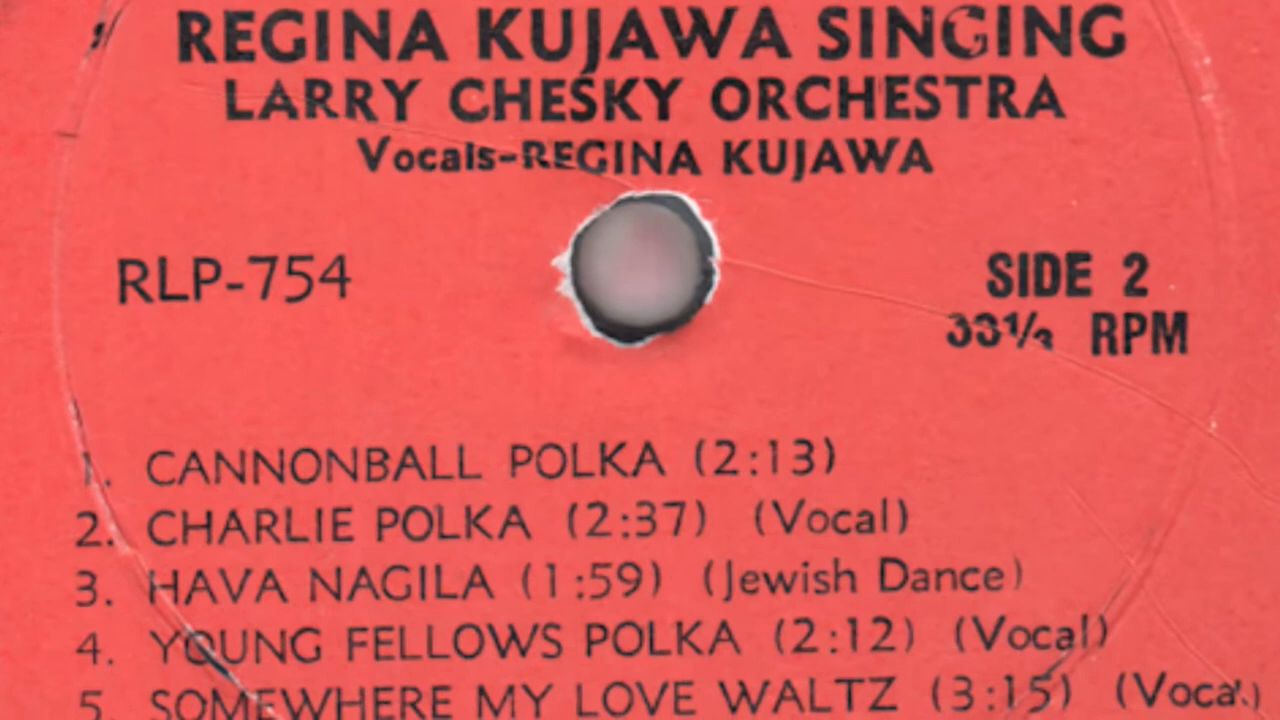 REGINA KUJAWA SINGING
LARRY CHESKY ORCHESTRA
Vocals-REGINA KUJAWA
RLP-754
SIDE 2
33⅓ RPM
1. CANNONBALL POLKA (2:13)
2. CHARLIE POLKA (2:37) (Vocal)
3. HAVA NAGILA (1:59) (Jewish Dance)
4. YOUNG FELLOWS POLKA (2:12) (Vocal)
5. SOMEWHERE MY LOVE WALTZ (3:15) (Vocal)